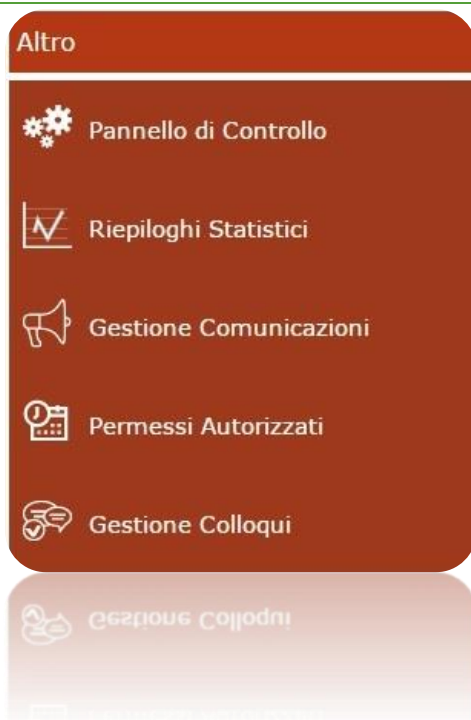 Altro
Pannello di Controllo
Riepiloghi Statistici
Gestione Comunicazioni
Permessi Autorizzati
Gestione Colloqui